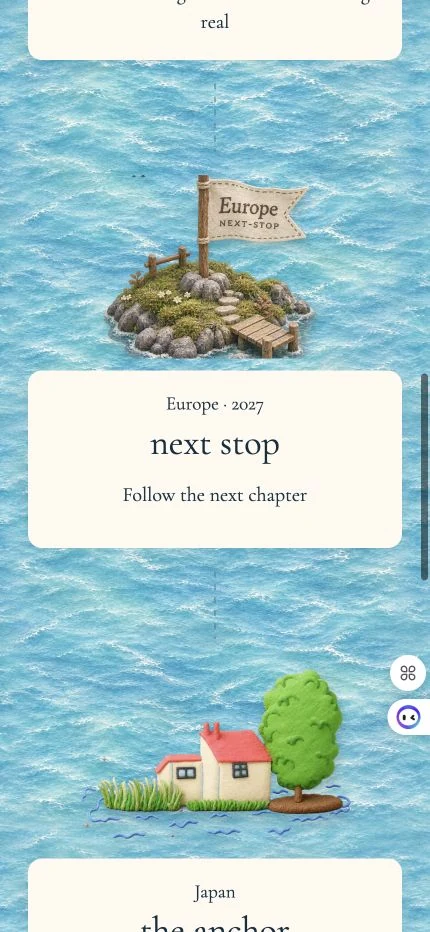 real
Europe
NEXT-STOP
Europe · 2027
next stop
Follow the next chapter
Japan
the anchor